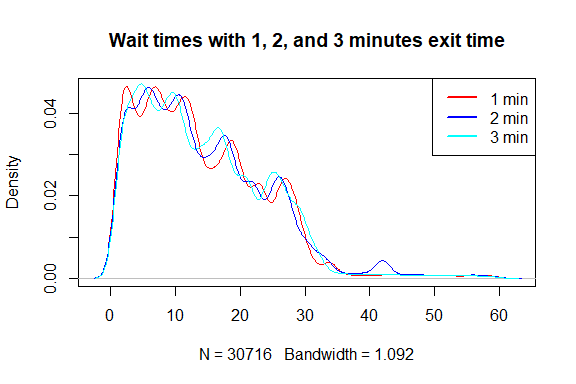 Wait times with 1, 2, and 3 minutes exit time
1 min
2 min
3 min
Density
0.04
0.02
0.00
0 10 20 30 40 50 60
N = 30716 Bandwidth = 1.092